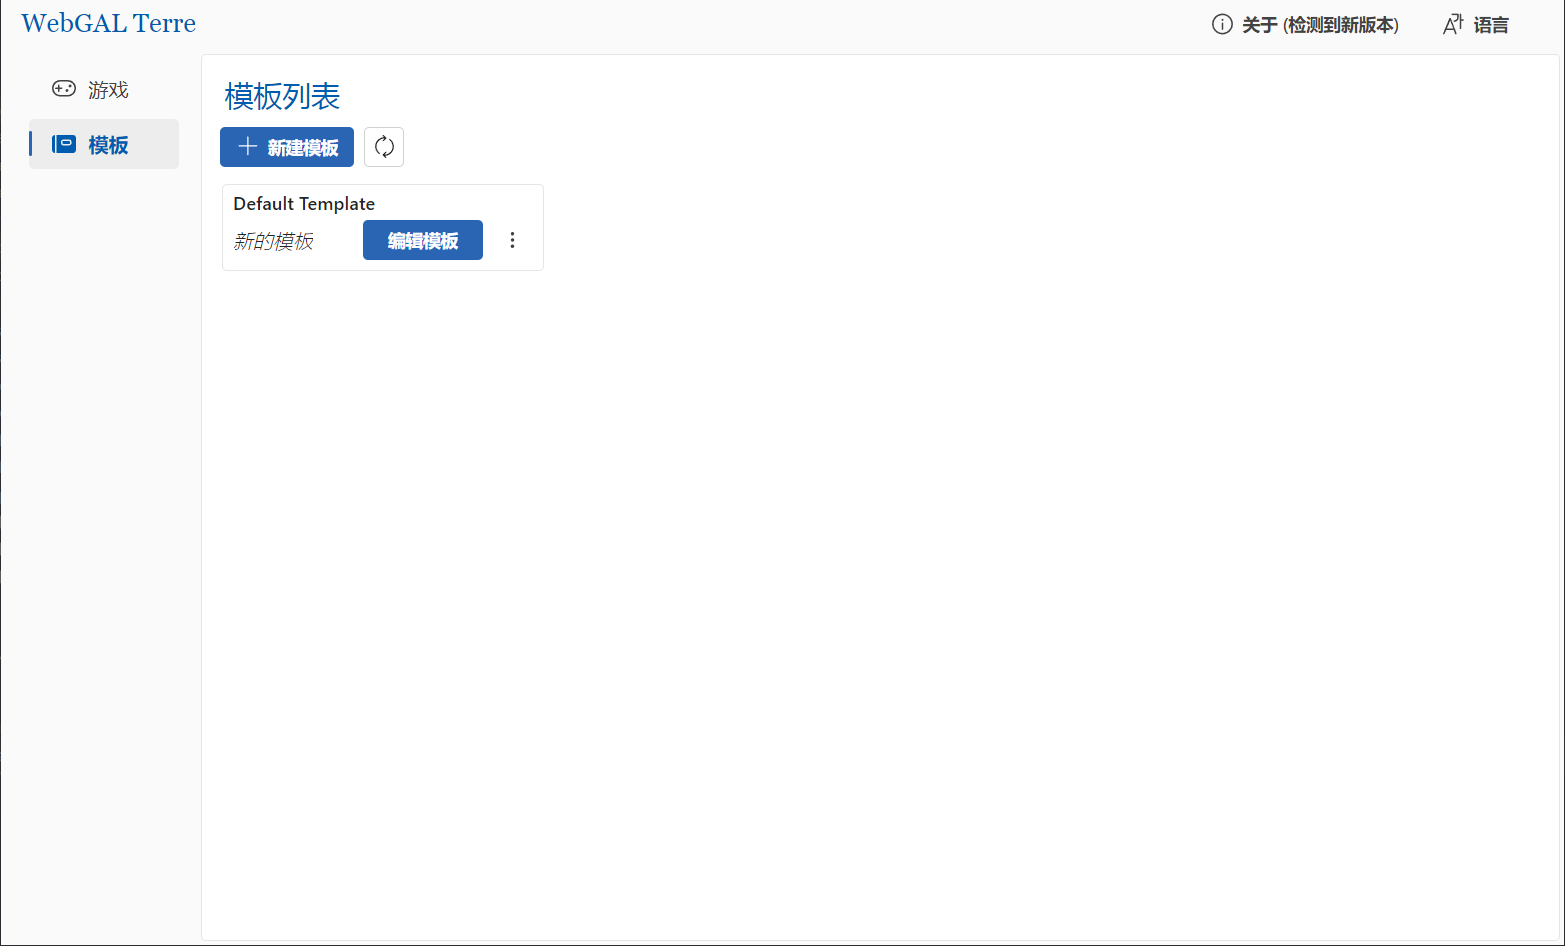 WebGAL Terre
关于 (检测到新版本)
语言
游戏
模板
模板列表
新建模板
Default Template
新的模板
编辑模板